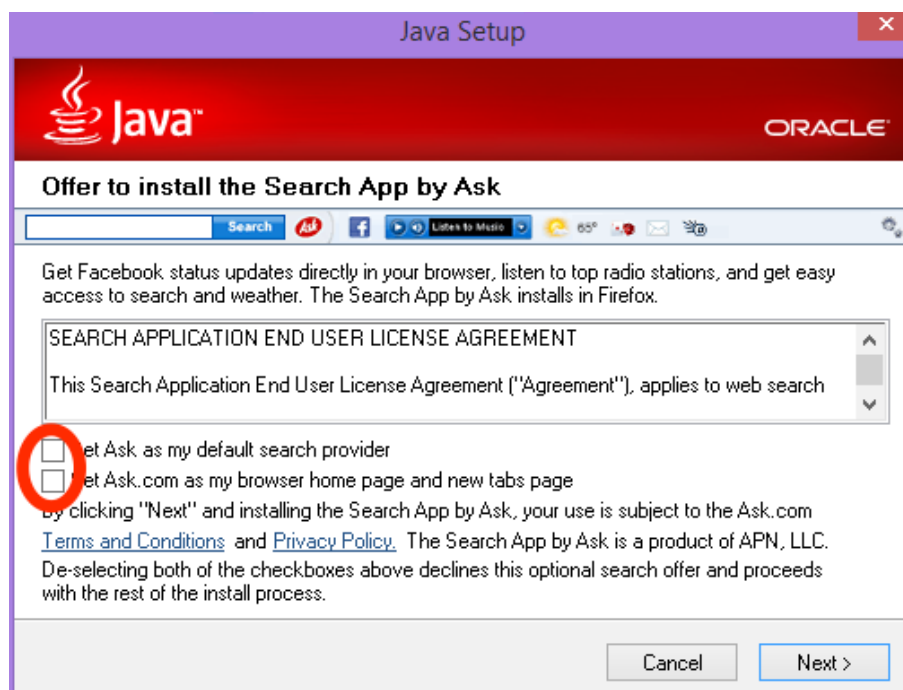 Java Setup
Java™
ORACLE
Offer to install the Search App by Ask
Search Ask Listen to Music 65°
Get Facebook status updates directly in your browser, listen to top radio stations, and get easy
access to search and weather. The Search App by Ask installs in Firefox.
SEARCH APPLICATION END USER LICENSE AGREEMENT
This Search Application End User License Agreement ("Agreement"), applies to web search
et Ask as my default search provider
et Ask.com as my browser home page and new tabs page
By clicking "Next" and installing the Search App by Ask, your use is subject to the Ask.com
Terms and Conditions and Privacy Policy. The Search App by Ask is a product of APN, LLC.
De-selecting both of the checkboxes above declines this optional search offer and proceeds
with the rest of the install process.
Cancel Next >